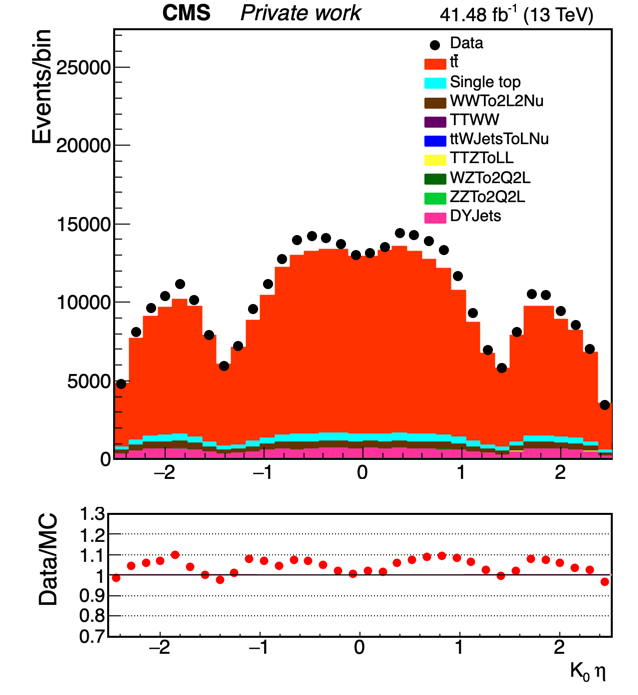 CMS Private work 41.48 fb⁻¹ (13 TeV)
Events/bin
25000
20000
15000
10000
5000
0
−2 −1 0 1 2
Data
tt̄
Single top
WWTo2L2Nu
TTWW
ttWJetsToLNu
TTZToLL
WZTo2Q2L
ZZTo2Q2L
DYJets
Data/MC
1.3
1.2
1.1
1
0.9
0.8
0.7
−2 −1 0 1 2
K₀ η